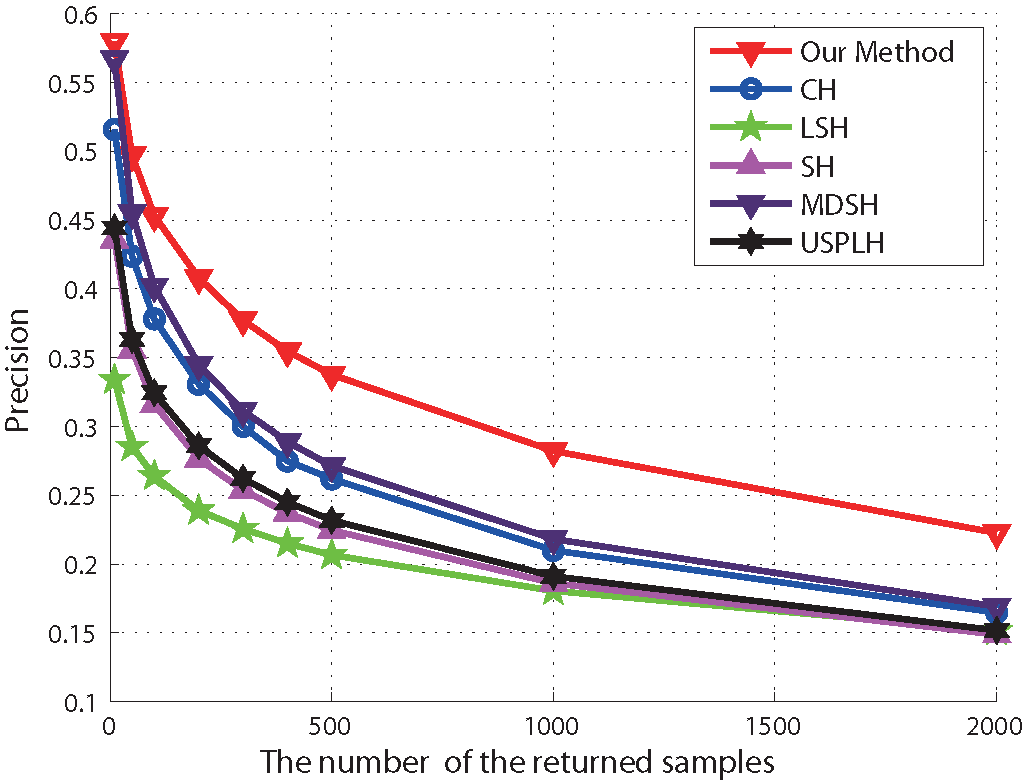 0.6
0.55
0.5
0.45
0.4
0.35
0.3
0.25
0.2
0.15
0.1
Precision
0 500 1000 1500 2000
The number of the returned samples
Our Method
CH
LSH
SH
MDSH
USPLH